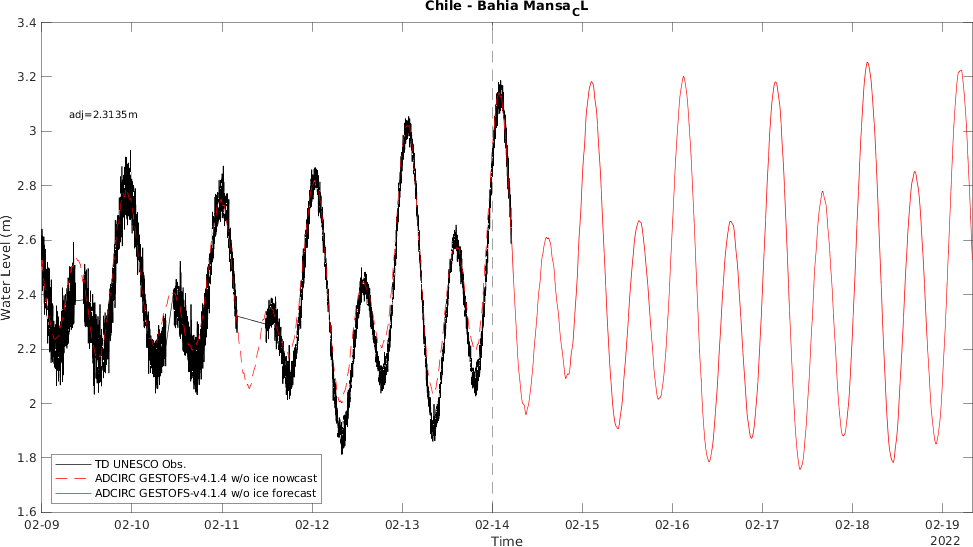 Chile - Bahia Mansa_CL
3.4
3.2
3
2.8
2.6
2.4
2.2
2
1.8
1.6
Water Level (m)
adj=2.3135m
TD UNESCO Obs.
ADCIRC GESTOFS-v4.1.4 w/o ice nowcast
ADCIRC GESTOFS-v4.1.4 w/o ice forecast
02-09 02-10 02-11 02-12 02-13 02-14 02-15 02-16 02-17 02-18 02-19
Time
2022